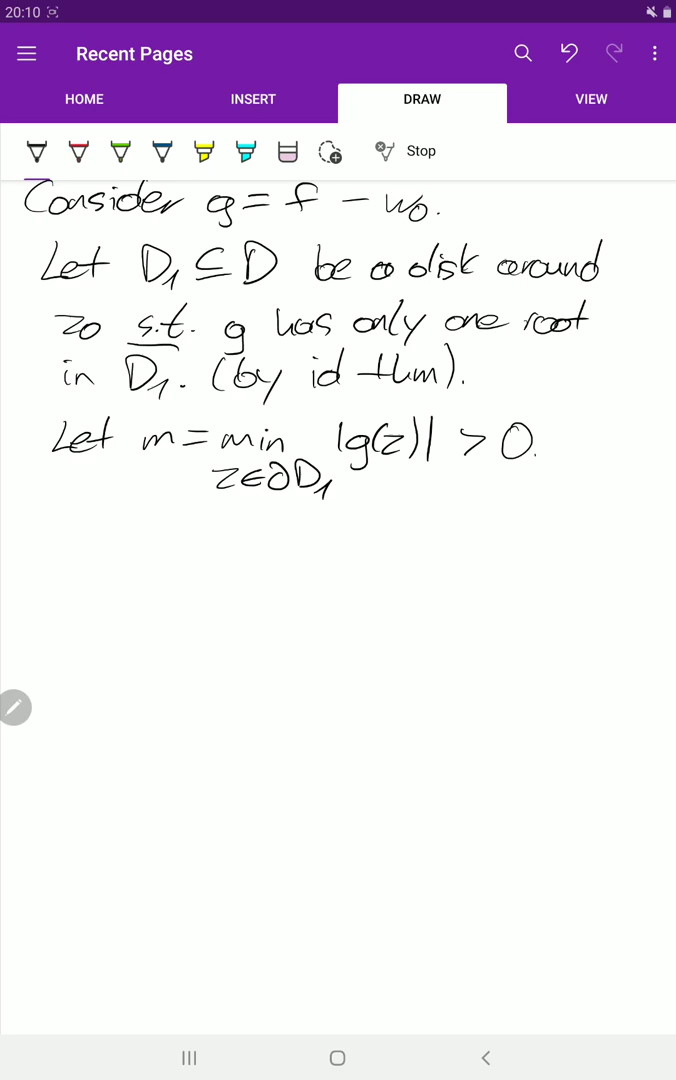 20:10
Recent Pages
HOME INSERT DRAW VIEW
Stop
Consider g = f - w₀.
Let D₁ ⊆ D be a disk around
z₀ s.t. g has only one root
in D₁. (by id thm).
Let m = min |g(z)| > 0.
z∈∂D₁